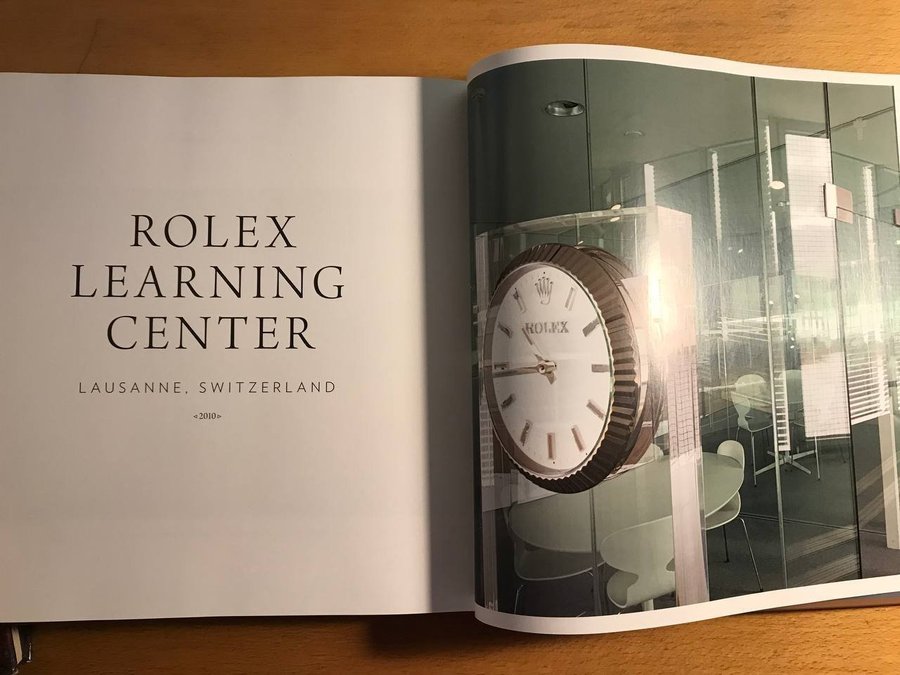 ROLEX
LEARNING
CENTER
LAUSANNE, SWITZERLAND
◃2010▹
ROLEX